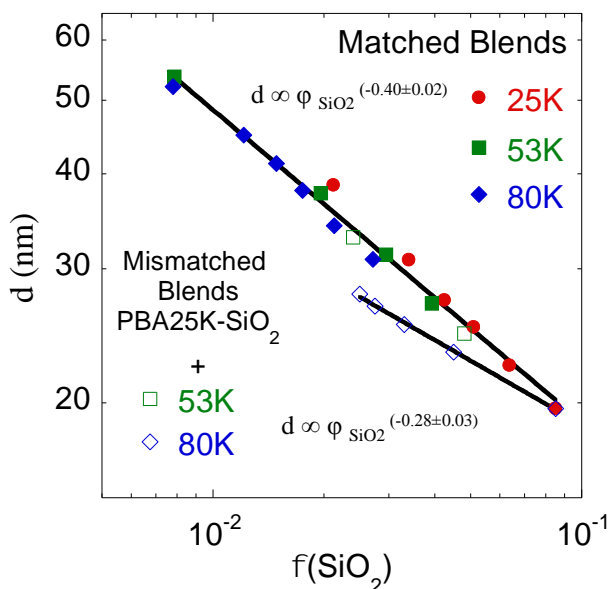 60
50
40
30
20
d (nm)
Matched Blends
d ∞ φ SiO2 (-0.40±0.02)
25K
53K
80K
Mismatched
Blends
PBA25K-SiO₂
+
53K
80K
d ∞ φ SiO2 (-0.28±0.03)
10⁻²
10⁻¹
f(SiO₂)